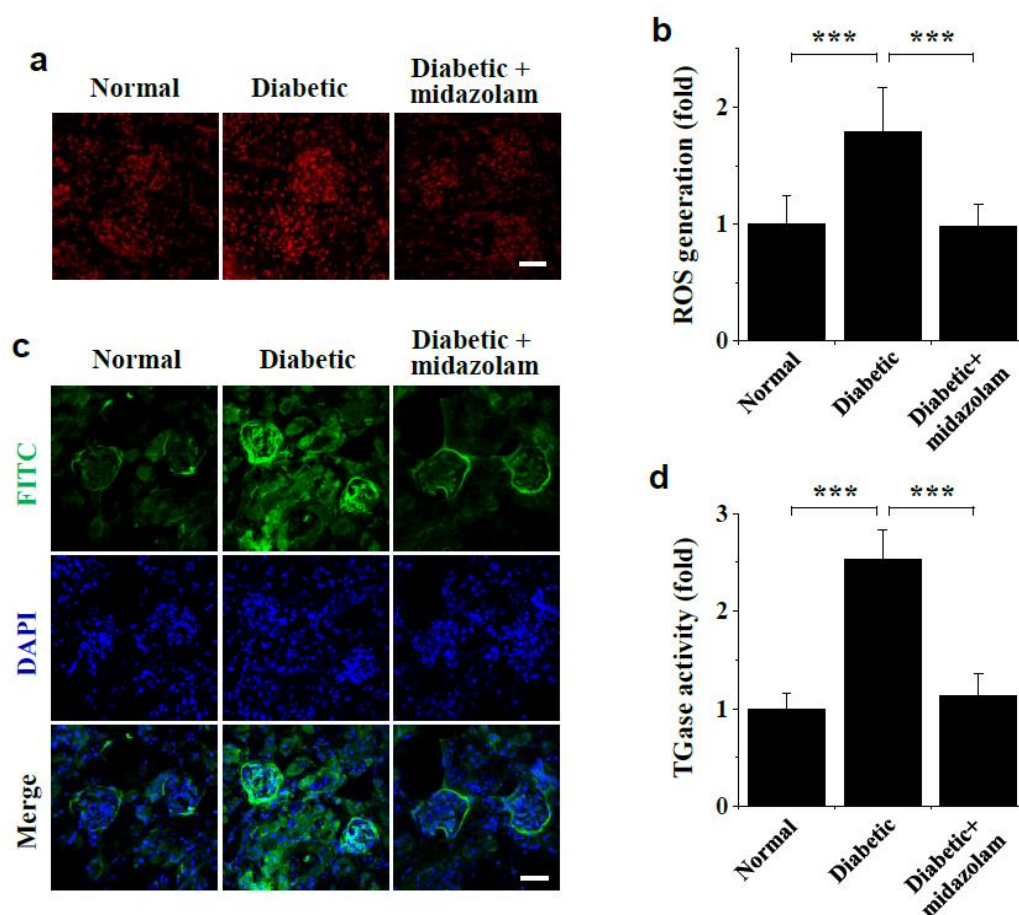 a
Normal
Diabetic
Diabetic +
midazolam
b
***
***
ROS generation (fold)
2
1
0
Normal
Diabetic
Diabetic+
midazolam
c
Normal
Diabetic
Diabetic +
midazolam
FITC
DAPI
Merge
d
***
***
TGase activity (fold)
3
2
1
0
Normal
Diabetic
Diabetic+
midazolam